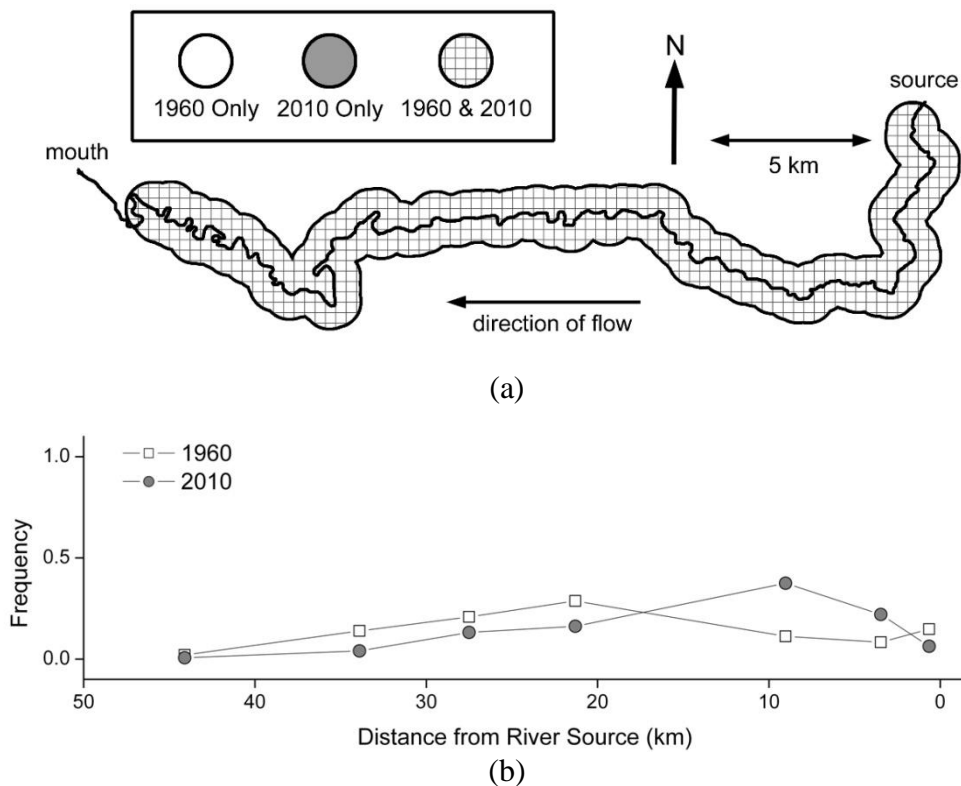 1960 Only 2010 Only 1960 & 2010
N
source
mouth
5 km
direction of flow
(a)
1960
2010
1.0
0.5
0.0
Frequency
50 40 30 20 10 0
Distance from River Source (km)
(b)